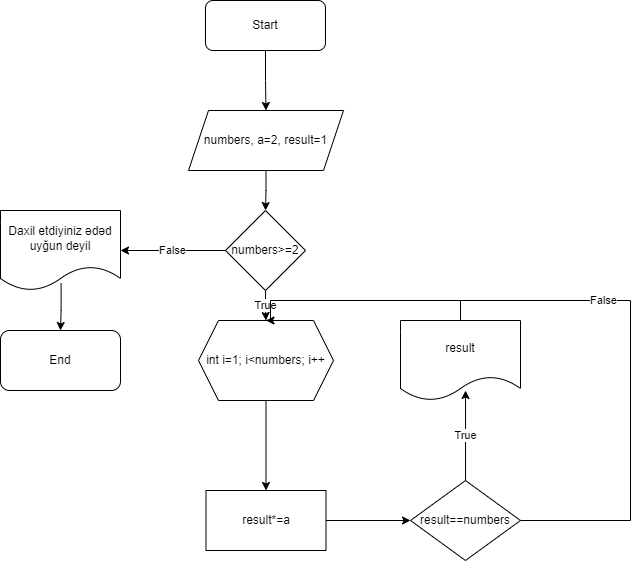 Start
numbers, a=2, result=1
numbers>=2
False
Daxil etdiyiniz ədəd
uyğun deyil
End
True
False
int i=1; i<numbers; i++
result
True
result*=a
result==numbers